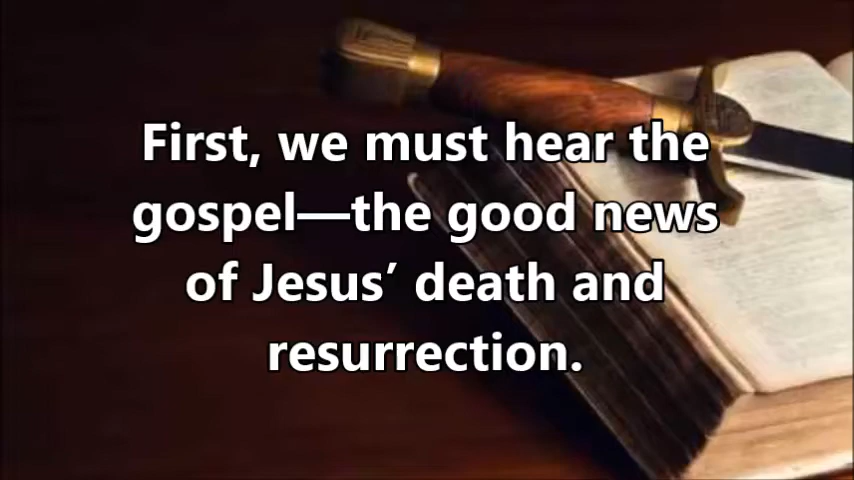 First, we must hear the
gospel—the good news
of Jesus’ death and
resurrection.